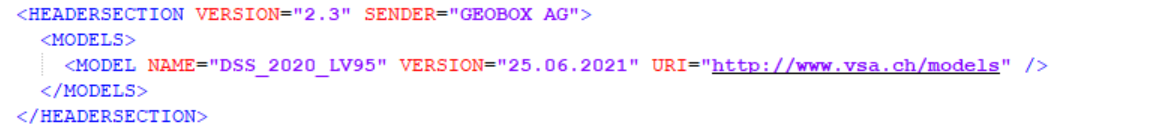 <HEADERSECTION VERSION="2.3" SENDER="GEOBOX AG">
<MODELS>
<MODEL NAME="DSS_2020_LV95" VERSION="25.06.2021" URI="http://www.vsa.ch/models" />
</MODELS>
</HEADERSECTION>